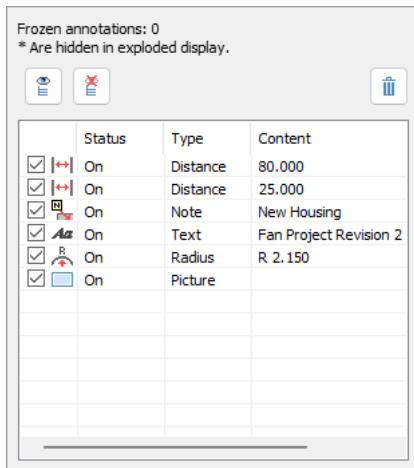 Frozen annotations: 0
* Are hidden in exploded display.
Status Type Content
On Distance 80.000
On Distance 25.000
N On Note New Housing
Aa On Text Fan Project Revision 2
R On Radius R 2.150
On Picture